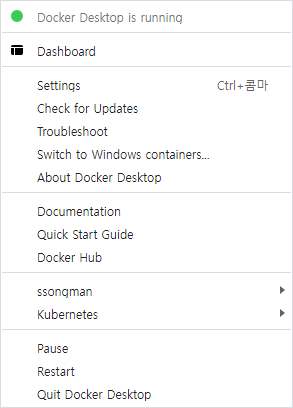 Docker Desktop is running
Dashboard
Settings Ctrl+콤마
Check for Updates
Troubleshoot
Switch to Windows containers...
About Docker Desktop
Documentation
Quick Start Guide
Docker Hub
ssongman
Kubernetes
Pause
Restart
Quit Docker Desktop